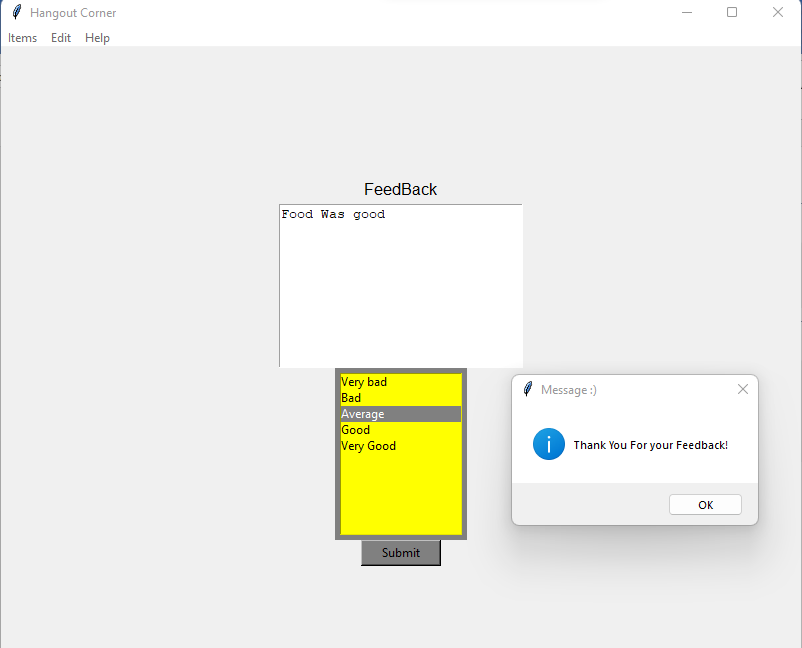 Hangout Corner
Items Edit Help
FeedBack
Food Was good
Very bad
Bad
Average
Good
Very Good
Submit
Message :)
Thank You For your Feedback!
OK